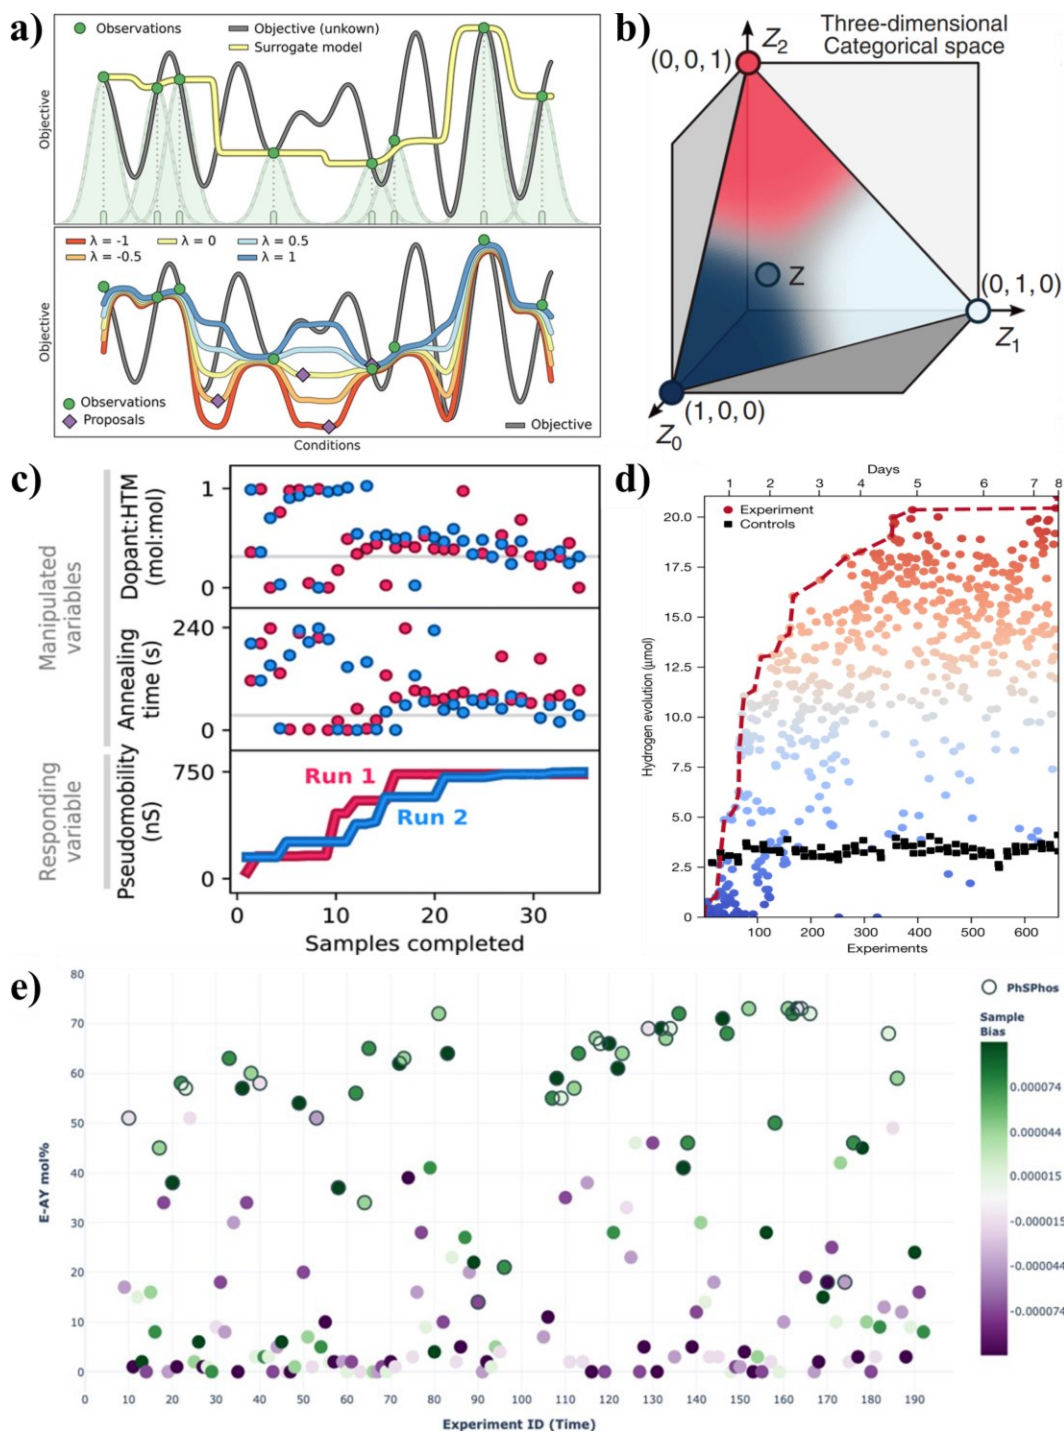 a)
Observations
Objective (unkown)
Surrogate model
Objective
λ = -1
λ = 0
λ = 0.5
λ = -0.5
λ = 1
Objective
Observations
Proposals
Objective
Conditions
b)
Three-dimensional
Categorical space
Z2
(0, 0, 1)
Z
(0, 1, 0)
Z1
(1, 0, 0)
Z0
c)
Manipulated
variables
Dopant:HTM
(mol:mol)
1
0
Annealing
time (s)
240
0
Responding
variable
Pseudomobility
(nS)
750
0
Run 1
Run 2
0 10 20 30
Samples completed
d)
Days
1 2 3 4 5 6 7 8
Experiment
Controls
Hydrogen evolution (μmol)
20.0
17.5
15.0
12.5
10.0
7.5
5.0
2.5
0
100 200 300 400 500 600
Experiments
e)
E-AY mol%
80
70
60
50
40
30
20
10
0
0 10 20 30 40 50 60 70 80 90 100 110 120 130 140 150 160 170 180 190
Experiment ID (Time)
PhSPhos
Sample
Bias
0.000074
0.000044
0.000015
-0.000015
-0.000044
-0.000074